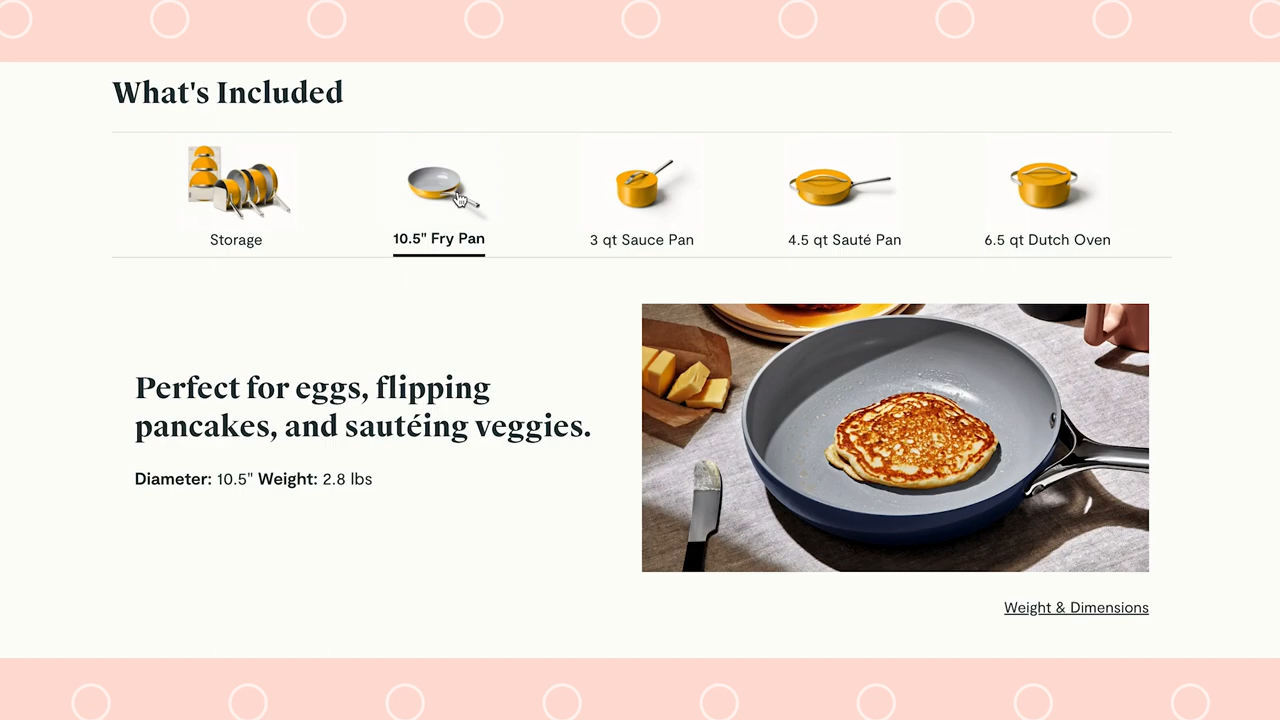 What's Included
Storage
10.5" Fry Pan
3 qt Sauce Pan
4.5 qt Sauté Pan
6.5 qt Dutch Oven
Perfect for eggs, flipping
pancakes, and sautéing veggies.
Diameter: 10.5" Weight: 2.8 lbs
Weight & Dimensions